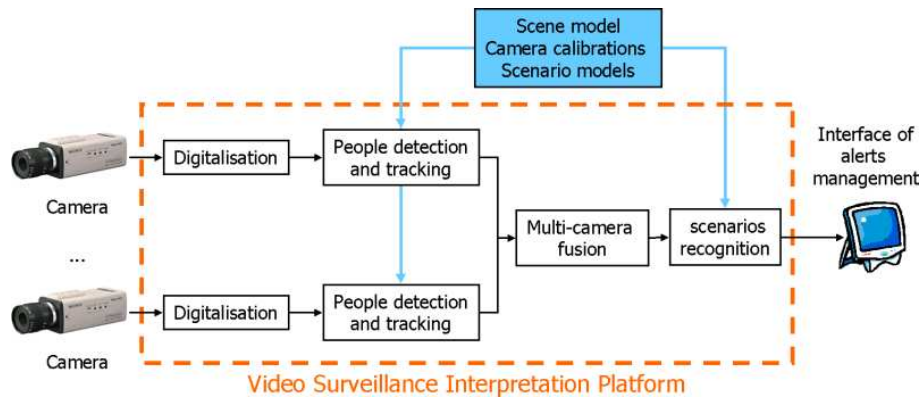 Scene model
Camera calibrations
Scenario models
Digitalisation
People detection
and tracking
Interface of
alerts
management
Camera
Multi-camera
fusion
scenarios
recognition
...
Digitalisation
People detection
and tracking
Camera
Video Surveillance Interpretation Platform